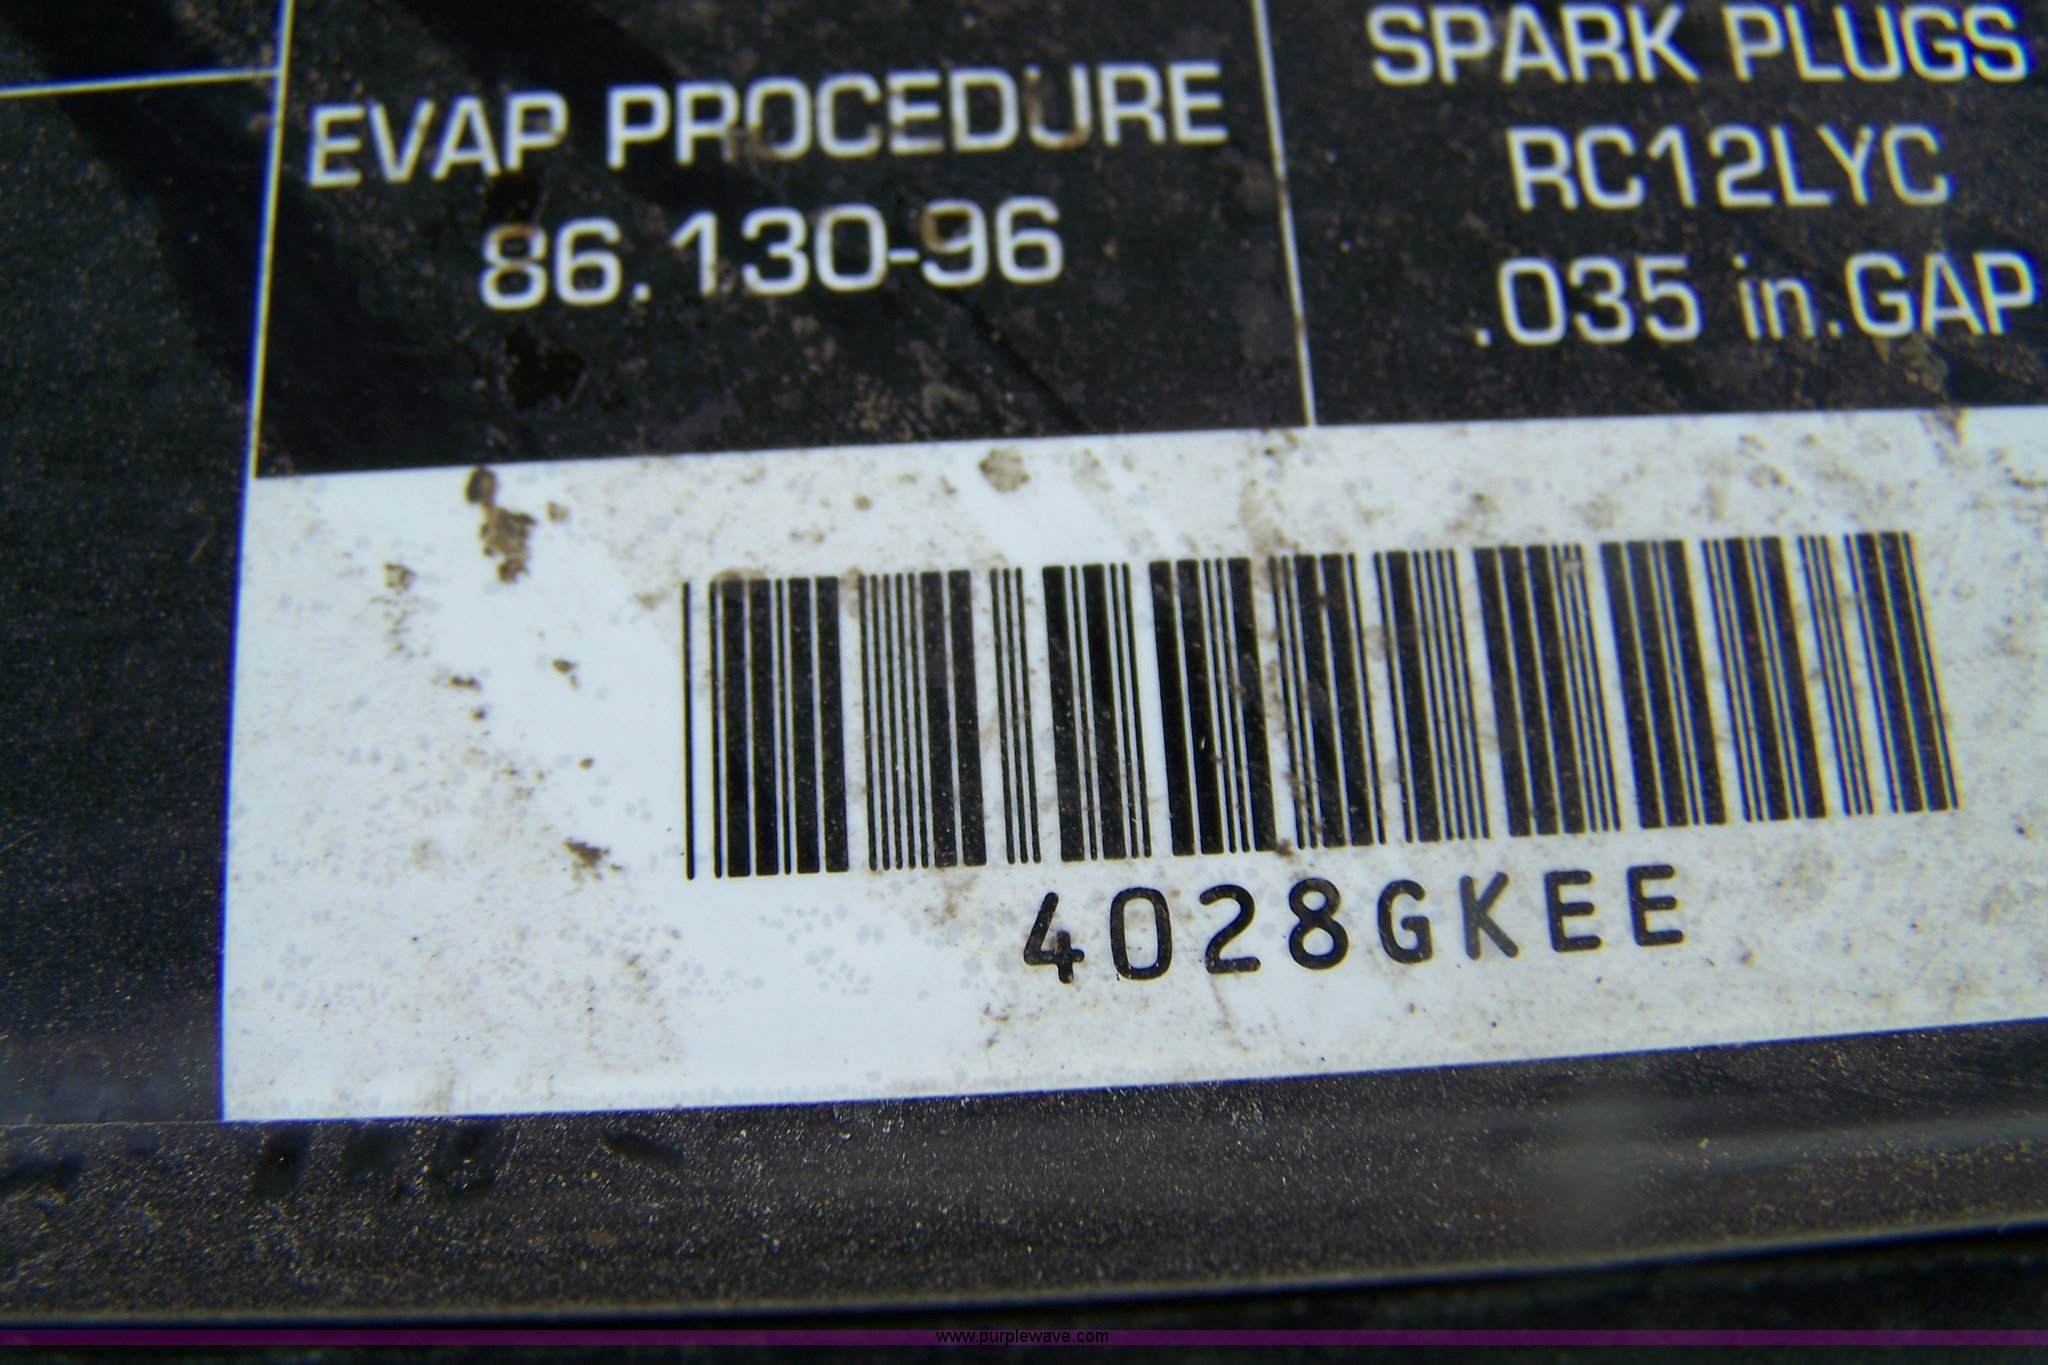 EVAP PROCEDURE
86.130-96
SPARK PLUGS
RC12LYC
.035 in.GAP
4028GKEE
www.purplewave.com